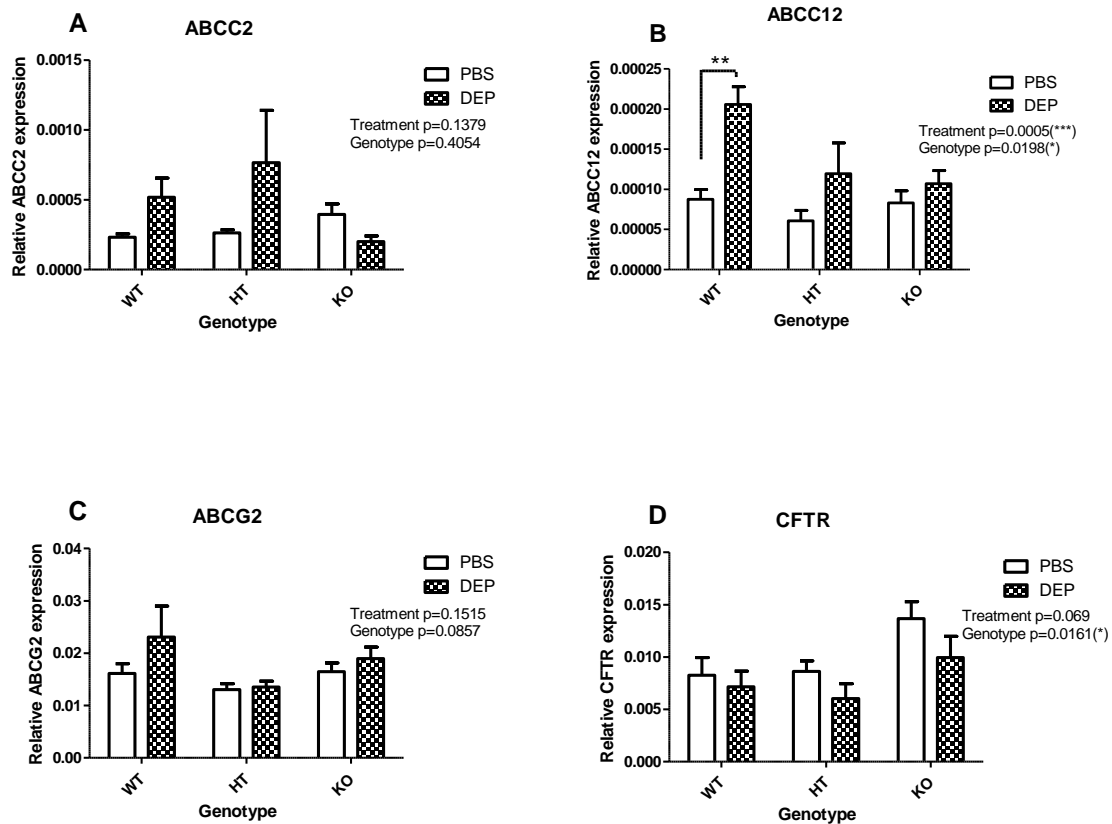 A
ABCC2
Relative ABCC2 expression
0.0015
0.0010
0.0005
0.0000
PBS
DEP
Treatment p=0.1379
Genotype p=0.4054
WT
HT
KO
Genotype
B
ABCC12
Relative ABCC12 expression
0.00025
0.00020
0.00015
0.00010
0.00005
0.00000
**
PBS
DEP
Treatment p=0.0005(***)
Genotype p=0.0198(*)
WT
HT
KO
Genotype
C
ABCG2
Relative ABCG2 expression
0.04
0.03
0.02
0.01
0.00
PBS
DEP
Treatment p=0.1515
Genotype p=0.0857
WT
HT
KO
Genotype
D
CFTR
Relative CFTR expression
0.020
0.015
0.010
0.005
0.000
PBS
DEP
Treatment p=0.069
Genotype p=0.0161(*)
WT
HT
KO
Genotype